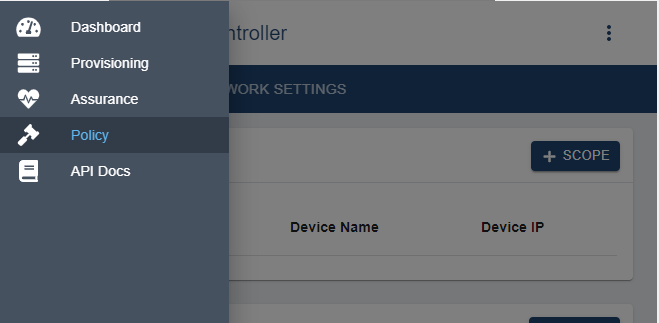 Dashboard
ntroller
Provisioning
WORK SETTINGS
Assurance
Policy
SCOPE
API Docs
Device Name Device IP